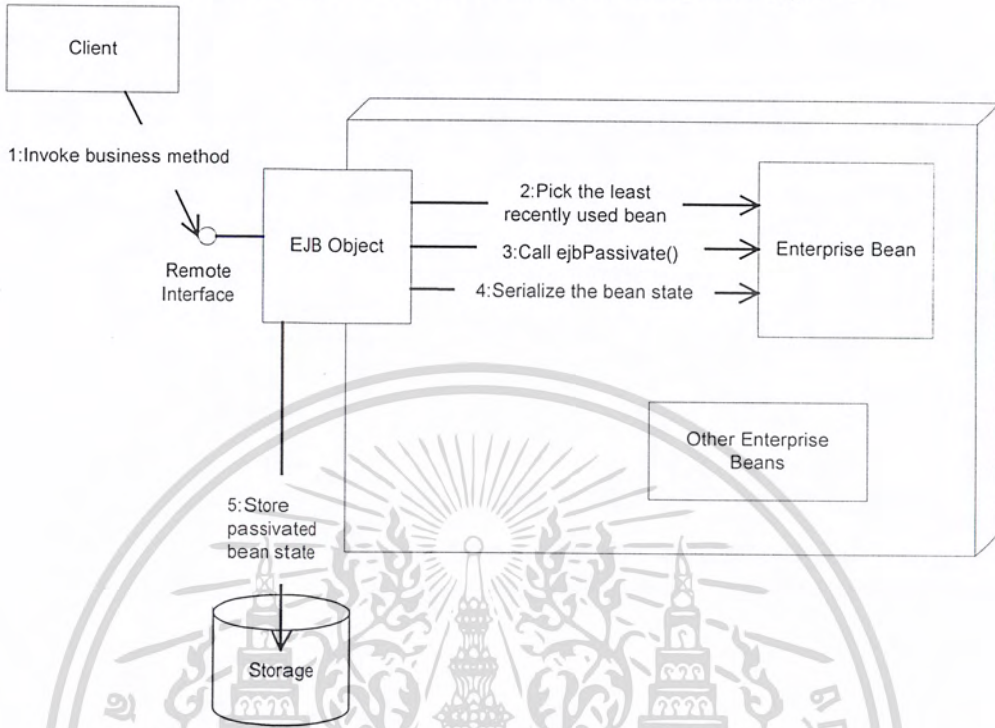 Client
1:Invoke business method
Remote
Interface
EJB Object
2:Pick the least
recently used bean
3:Call ejbPassivate()
4:Serialize the bean state
Enterprise Bean
Other Enterprise
Beans
5:Store
passivated
bean state
Storage